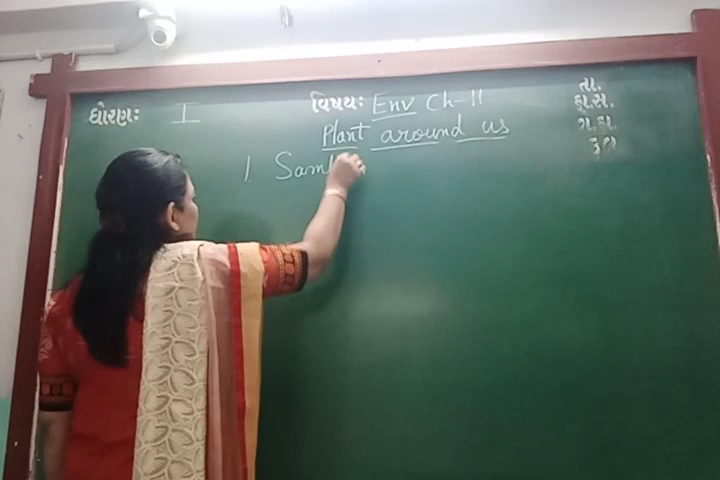 ધોરણ: I વિષય: Env Ch-11 તા.
Plant around us ક્રા.સ.
ગે.હા.
કુલ
1. Sam